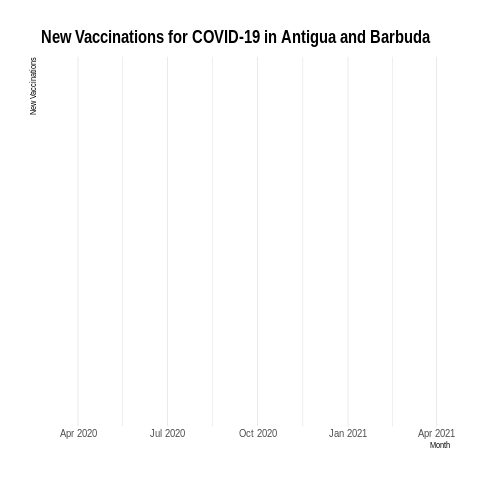 New Vaccinations for COVID-19 in Antigua and Barbuda
New Vaccinations
Apr 2020
Jul 2020
Oct 2020
Jan 2021
Apr 2021
Month